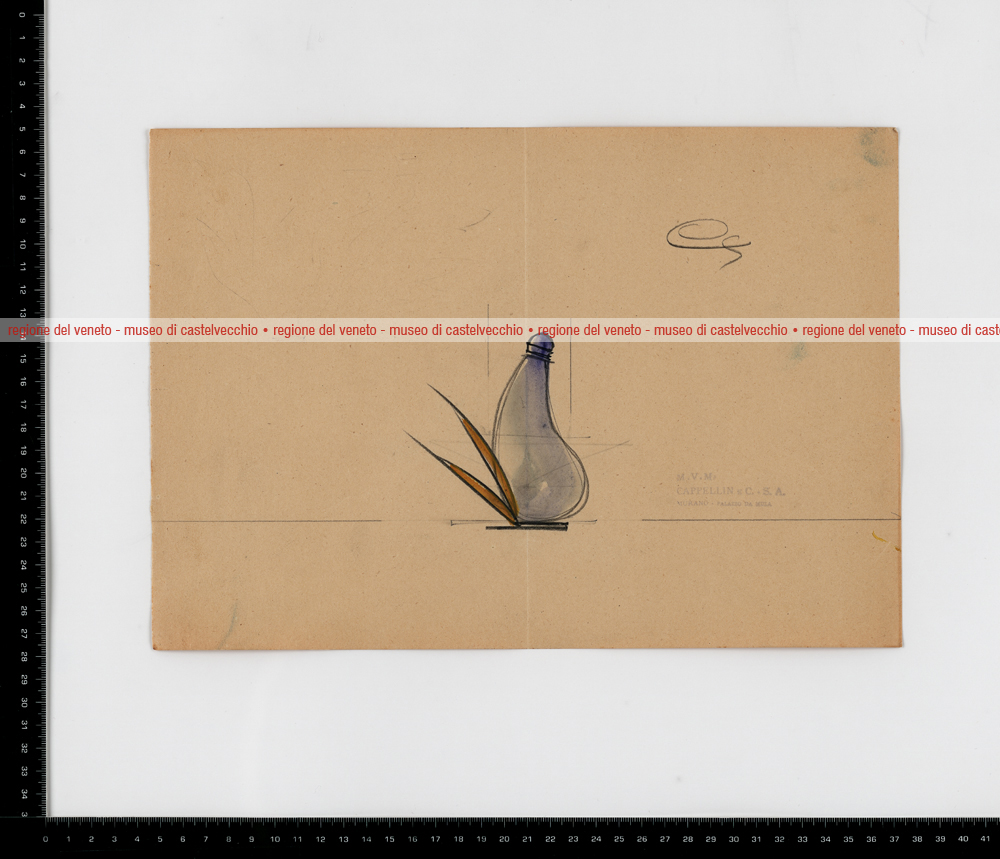 regione del veneto - museo di castelvecchio • regione del veneto - museo di castelvecchio • regione del veneto - museo di castelvecchio • regione del veneto - museo di caste
M.V.M.
CAPPELLIN & C. - S. A.
0 1 2 3 4 5 6 7 8 9 10 11 12 13 14 15 16 17 18 19 20 21 22 23 24 25 26 27 28 29 30 31 32 33 34 3
0 1 2 3 4 5 6 7 8 9 10 11 12 13 14 15 16 17 18 19 20 21 22 23 24 25 26 27 28 29 30 31 32 33 34 35 36 37 38 39 40 41